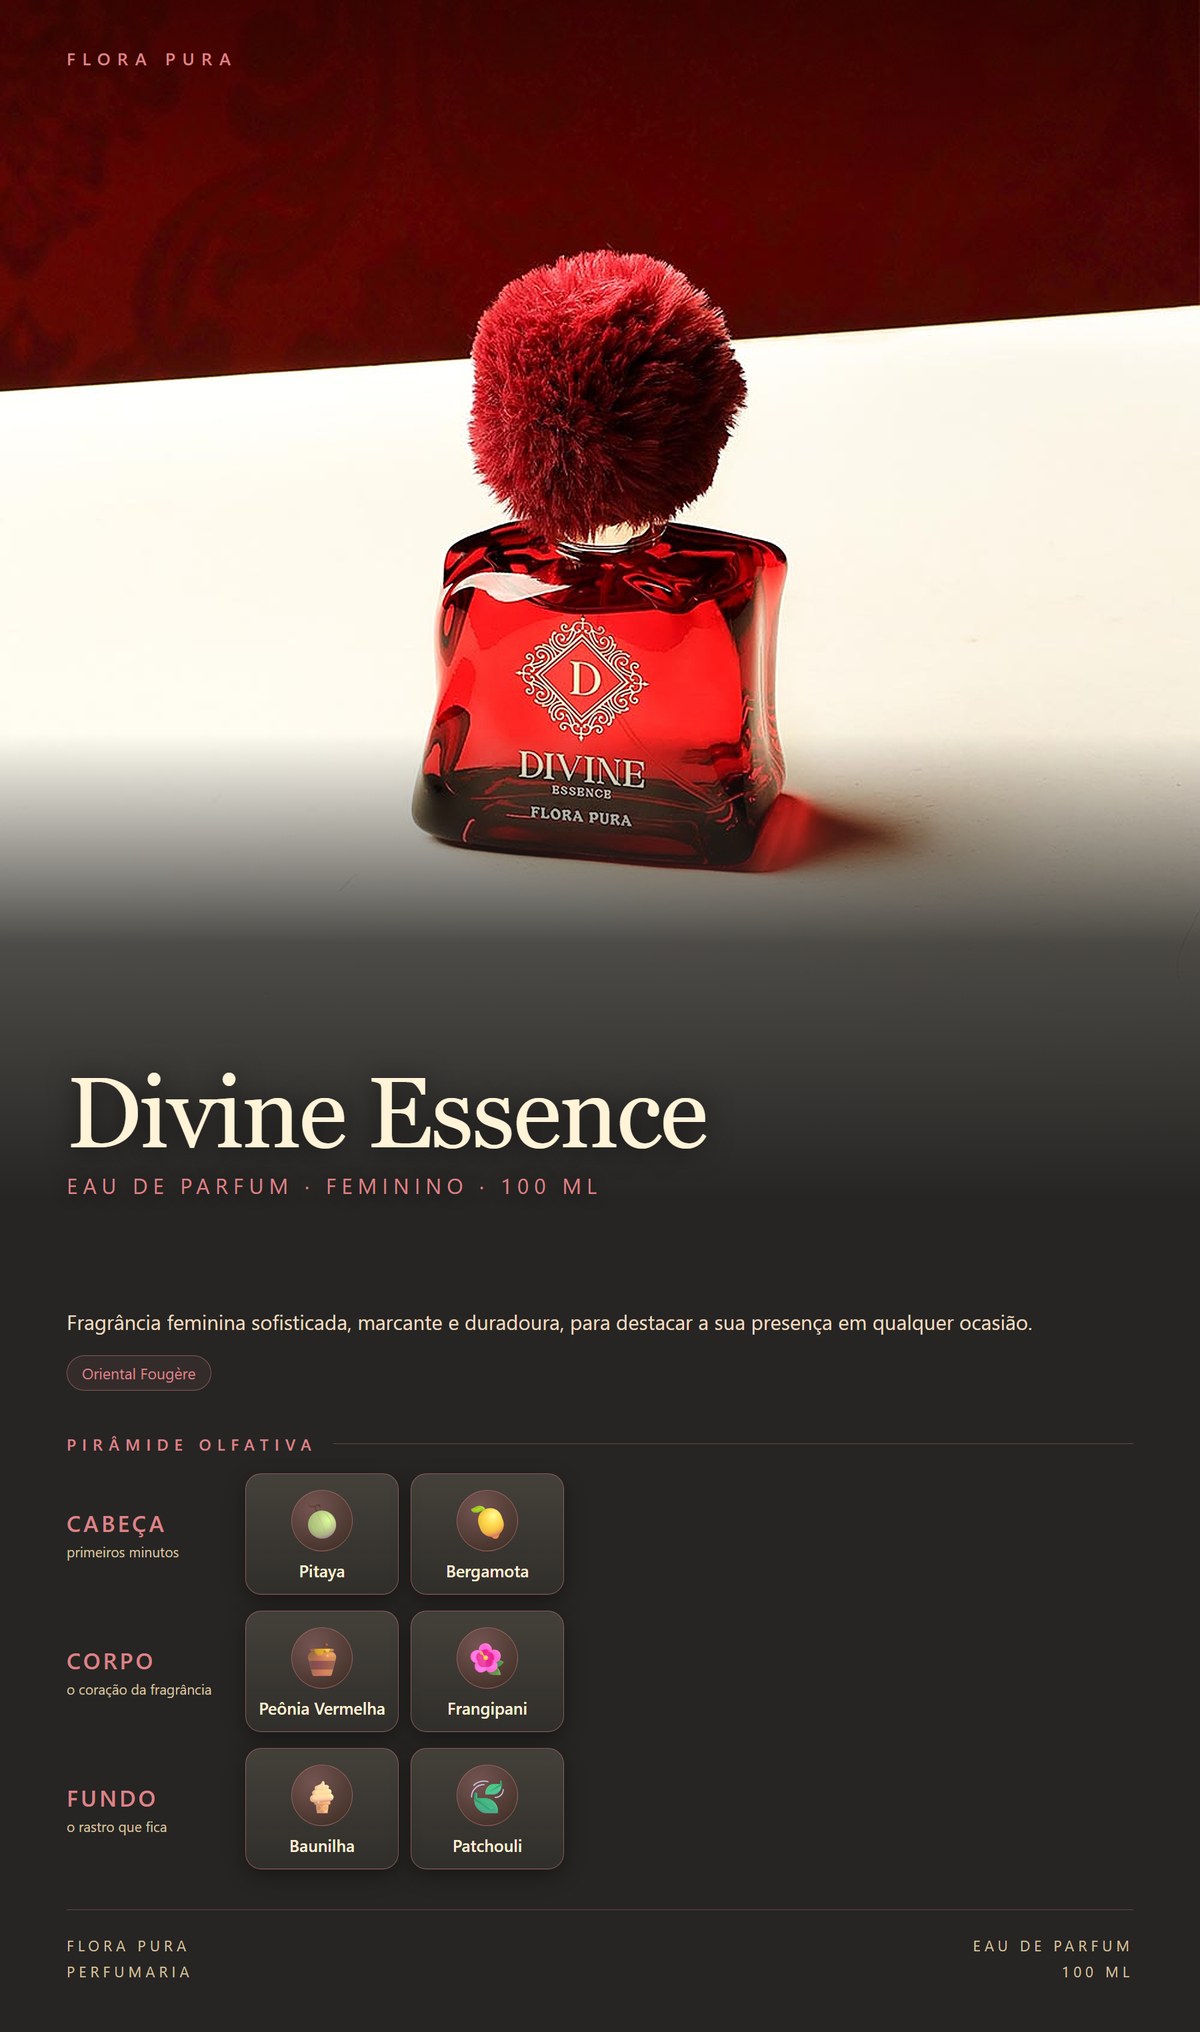 FLORA PURA
D
DIVINE
ESSENCE
FLORA PURA
Divine Essence
EAU DE PARFUM · FEMININO · 100 ML
Fragrância feminina sofisticada, marcante e duradoura, para destacar a sua presença em qualquer ocasião.
Oriental Fougère
PIRÂMIDE OLFATIVA
CABEÇA
primeiros minutos
Pitaya
Bergamota
CORPO
o coração da fragrância
Peônia Vermelha
Frangipani
FUNDO
o rastro que fica
Baunilha
Patchouli
FLORA PURA
PERFUMARIA
EAU DE PARFUM
100 ML